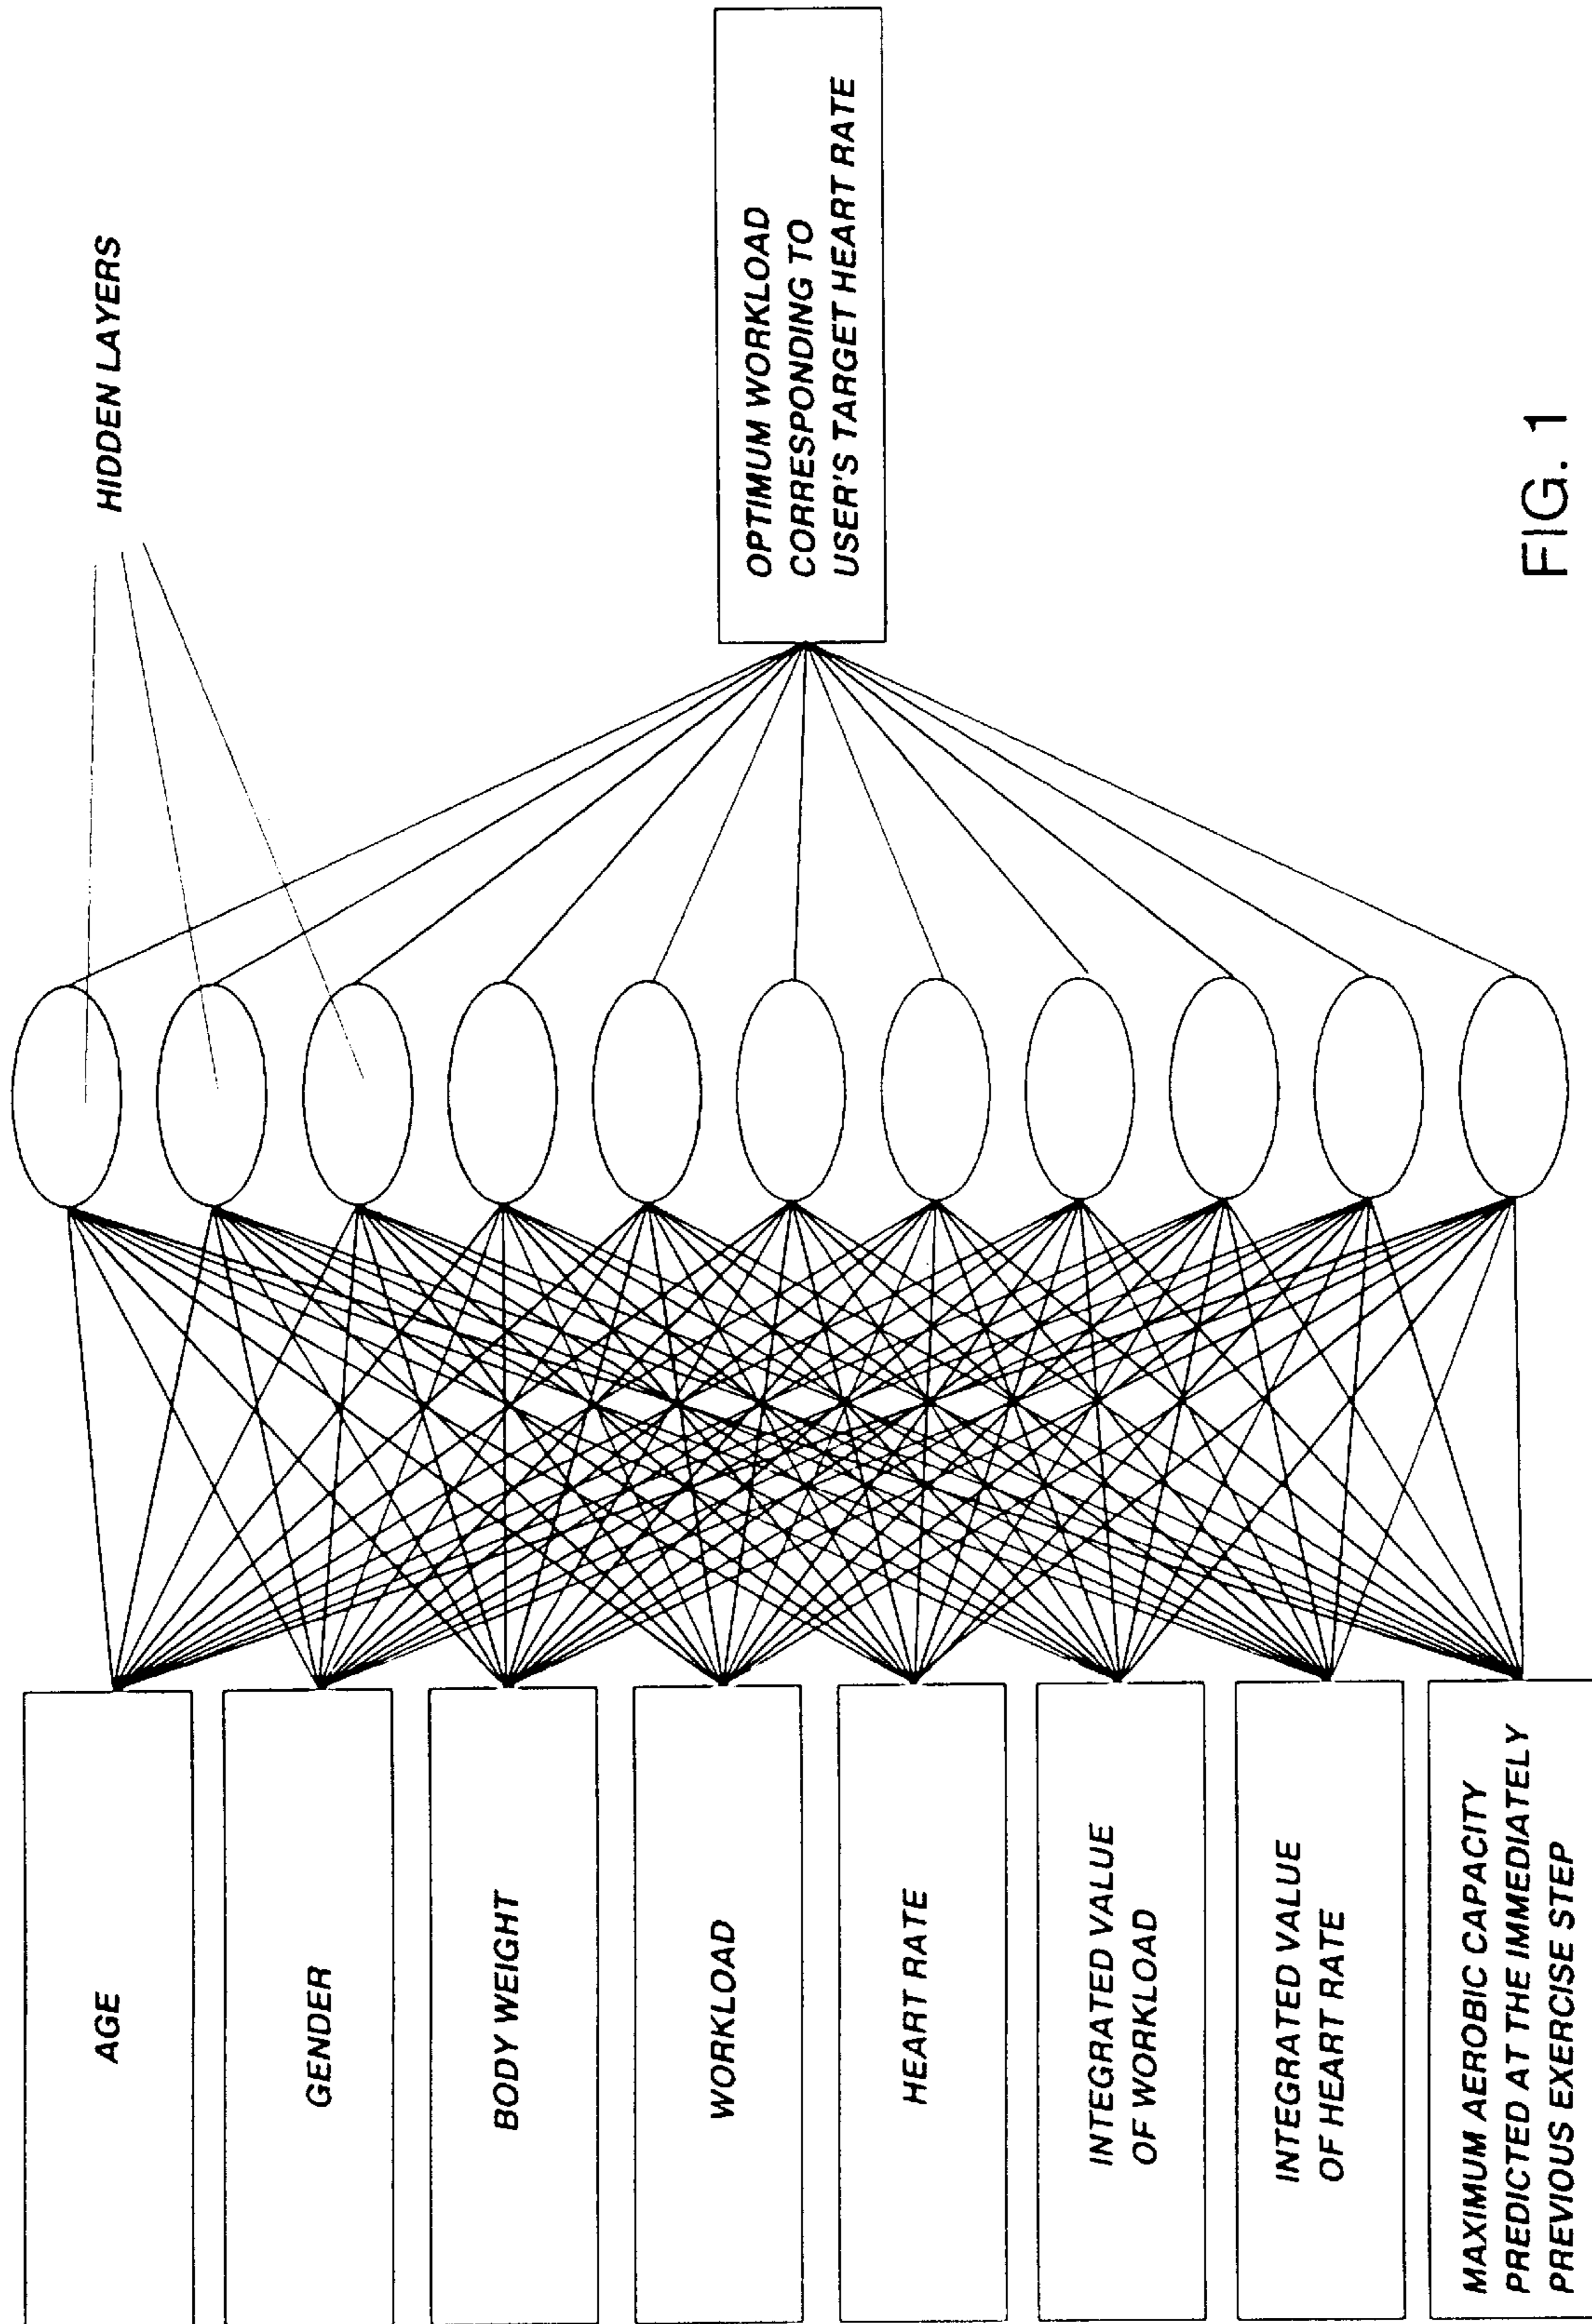 AGE
GENDER
BODY WEIGHT
WORKLOAD
HEART RATE
INTEGRATED VALUE
OF WORKLOAD
INTEGRATED VALUE
OF HEART RATE
MAXIMUM AEROBIC CAPACITY
PREDICTED AT THE IMMEDIATELY
PREVIOUS EXERCISE STEP
HIDDEN LAYERS
OPTIMUM WORKLOAD
CORRESPONDING TO
USER'S TARGET HEART RATE
FIG. 1